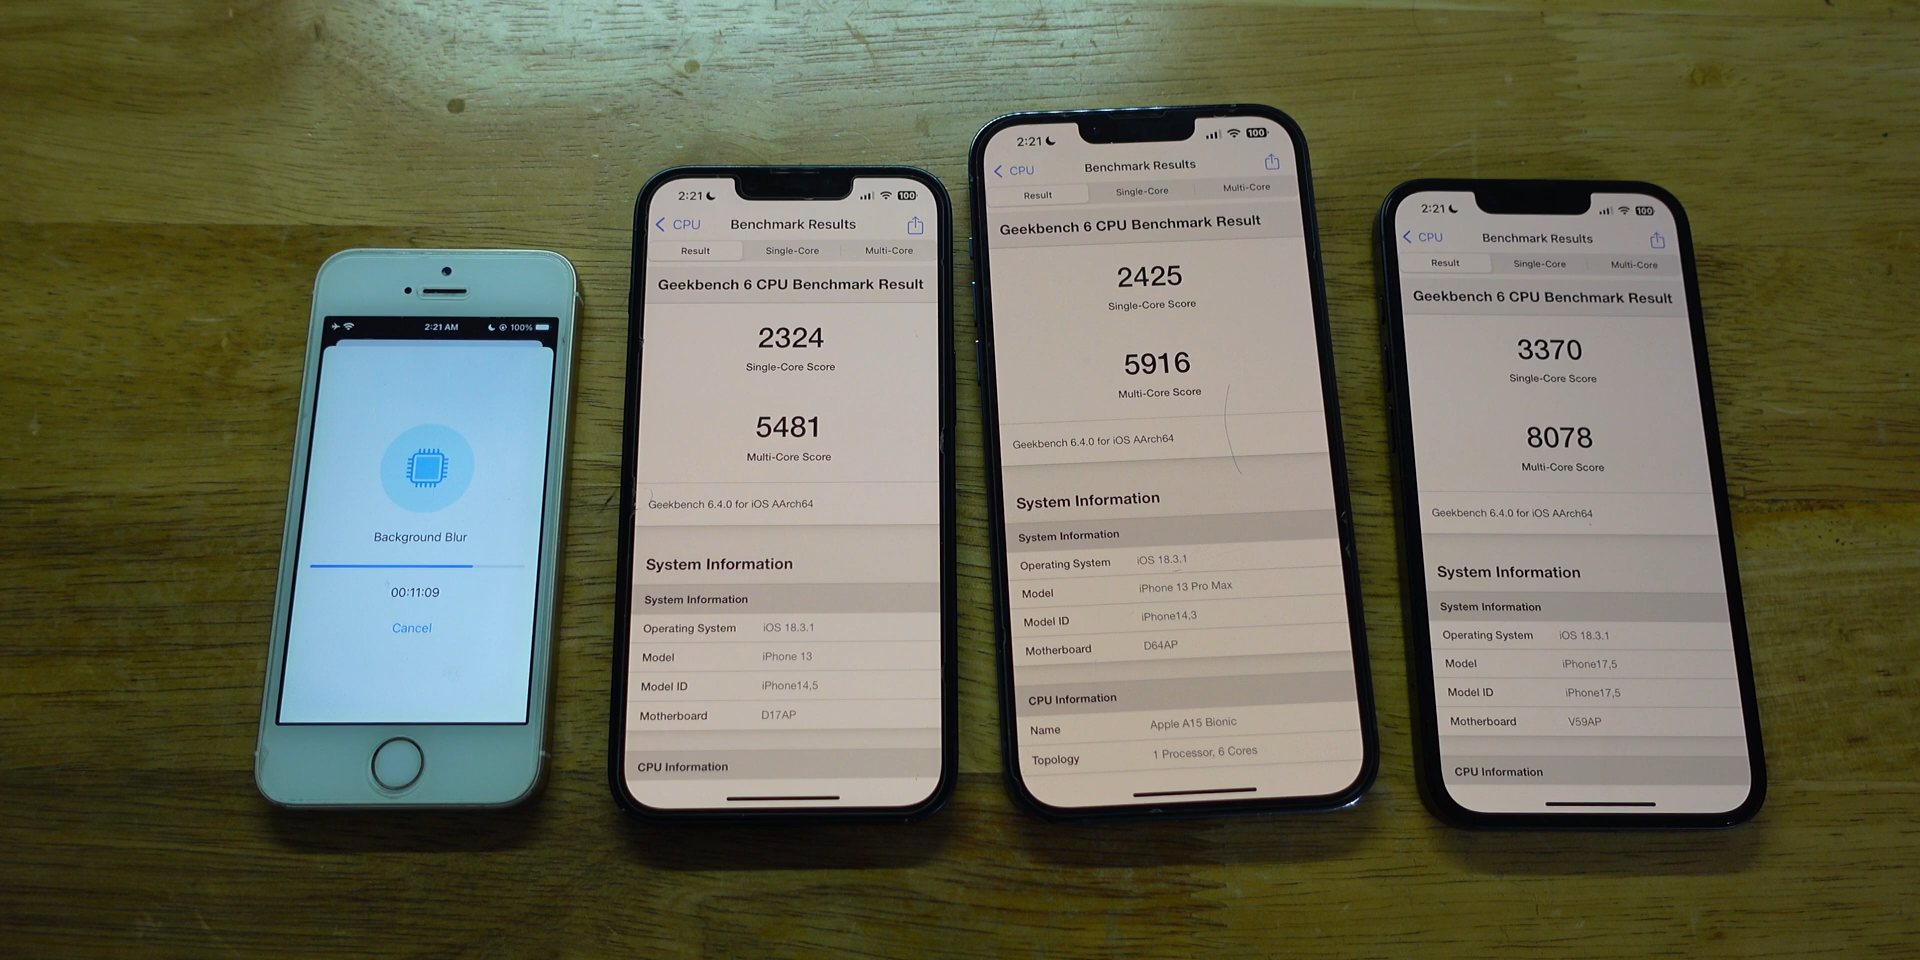 2:21 AM
100%
Background Blur
00:11:09
Cancel
2:21
100
CPU
Benchmark Results
Result
Single-Core
Multi-Core
Geekbench 6 CPU Benchmark Result
2324
Single-Core Score
5481
Multi-Core Score
Geekbench 6.4.0 for iOS AArch64
System Information
System Information
Operating System iOS 18.3.1
Model iPhone 13
Model ID iPhone14,5
Motherboard D17AP
CPU Information
2:21
100
CPU
Benchmark Results
Result
Single-Core
Multi-Core
Geekbench 6 CPU Benchmark Result
2425
Single-Core Score
5916
Multi-Core Score
Geekbench 6.4.0 for iOS AArch64
System Information
System Information
Operating System iOS 18.3.1
Model iPhone 13 Pro Max
Model ID iPhone14,3
Motherboard D64AP
CPU Information
Name Apple A15 Bionic
Topology 1 Processor, 6 Cores
2:21
100
CPU
Benchmark Results
Result
Single-Core
Multi-Core
Geekbench 6 CPU Benchmark Result
3370
Single-Core Score
8078
Multi-Core Score
Geekbench 6.4.0 for iOS AArch64
System Information
System Information
Operating System iOS 18.3.1
Model iPhone17,5
Model ID iPhone17,5
Motherboard V59AP
CPU Information